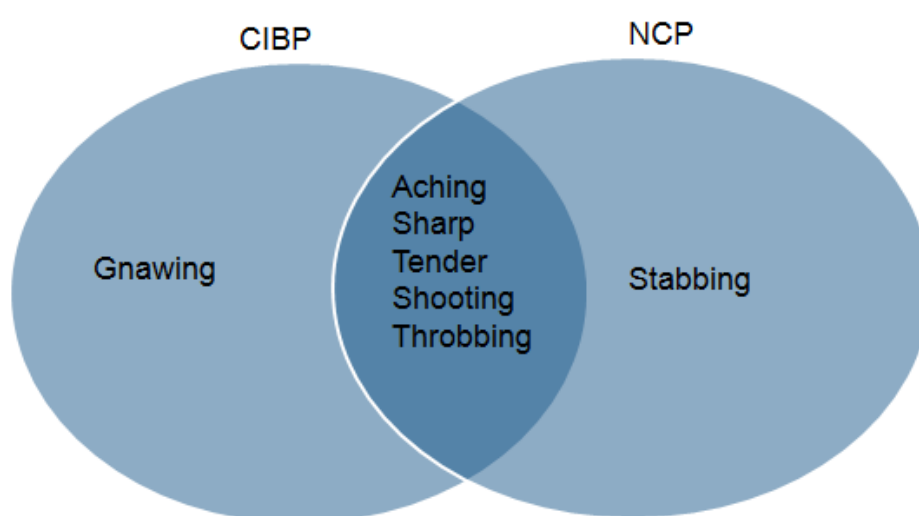 CIBP
NCP
Gnawing
Aching
Sharp
Tender
Shooting
Throbbing
Stabbing